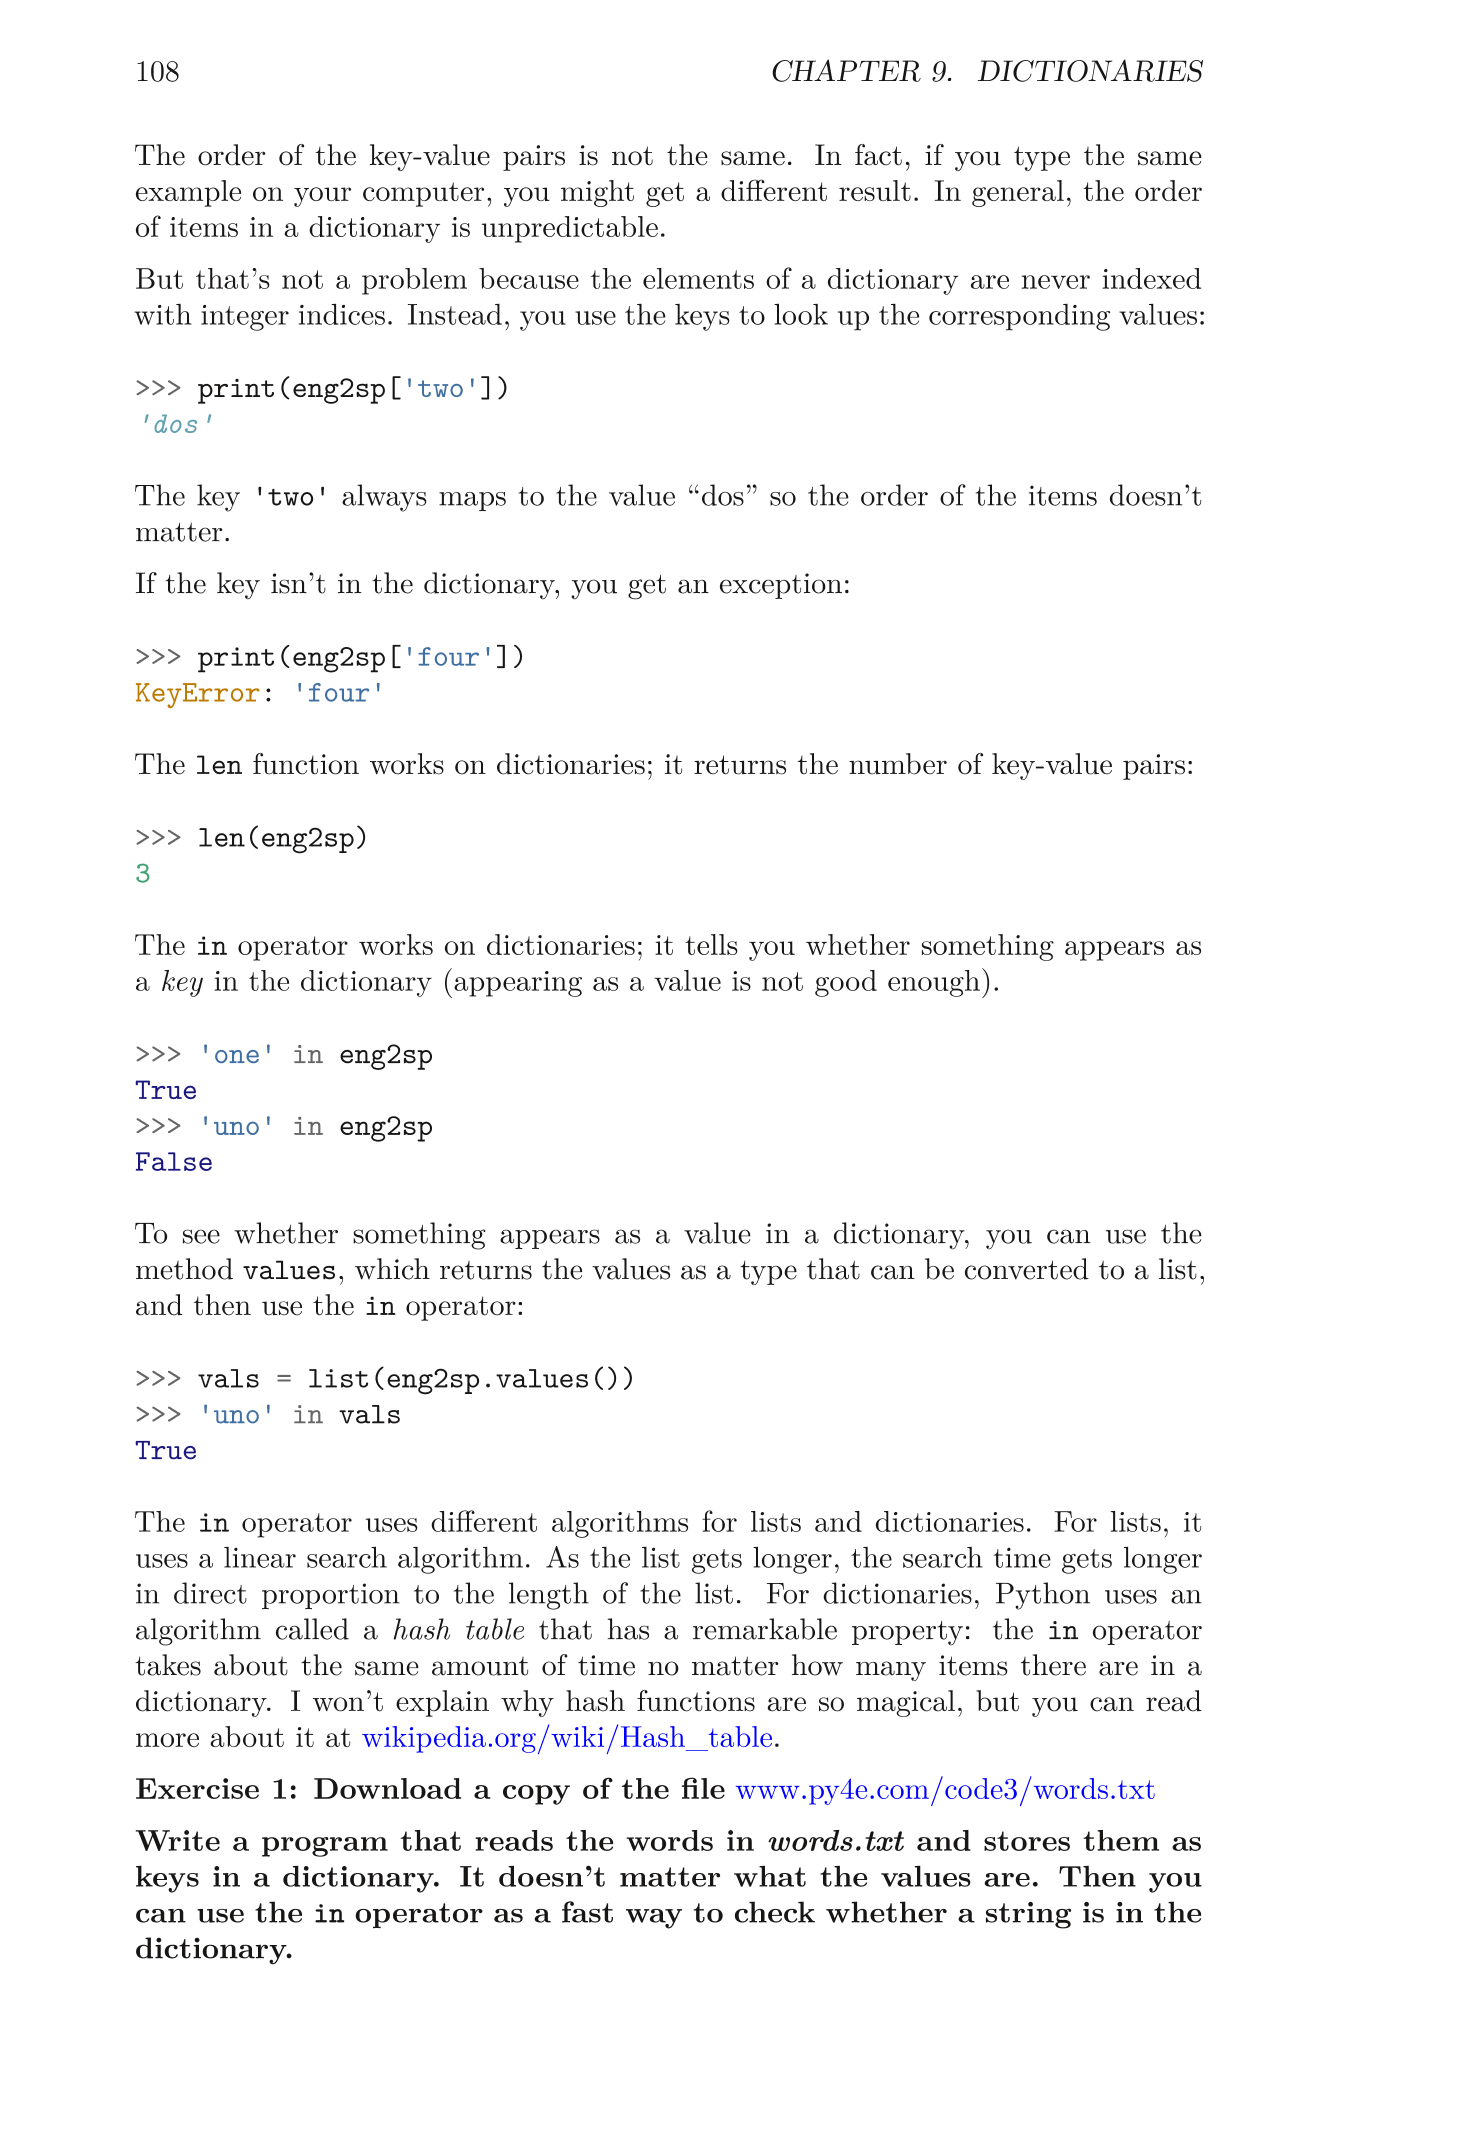 108 CHAPTER 9. DICTIONARIES
The order of the key-value pairs is not the same. In fact, if you type the same
example on your computer, you might get a different result. In general, the order
of items in a dictionary is unpredictable.
But that’s not a problem because the elements of a dictionary are never indexed
with integer indices. Instead, you use the keys to look up the corresponding values:
>>> print(eng2sp['two'])
'dos'
The key 'two' always maps to the value “dos” so the order of the items doesn’t
matter.
If the key isn’t in the dictionary, you get an exception:
>>> print(eng2sp['four'])
KeyError: 'four'
The len function works on dictionaries; it returns the number of key-value pairs:
>>> len(eng2sp)
3
The in operator works on dictionaries; it tells you whether something appears as
a key in the dictionary (appearing as a value is not good enough).
>>> 'one' in eng2sp
True
>>> 'uno' in eng2sp
False
To see whether something appears as a value in a dictionary, you can use the
method values, which returns the values as a type that can be converted to a list,
and then use the in operator:
>>> vals = list(eng2sp.values())
>>> 'uno' in vals
True
The in operator uses different algorithms for lists and dictionaries. For lists, it
uses a linear search algorithm. As the list gets longer, the search time gets longer
in direct proportion to the length of the list. For dictionaries, Python uses an
algorithm called a hash table that has a remarkable property: the in operator
takes about the same amount of time no matter how many items there are in a
dictionary. I won’t explain why hash functions are so magical, but you can read
more about it at wikipedia.org/wiki/Hash_table.
Exercise 1: Download a copy of the file www.py4e.com/code3/words.txt
Write a program that reads the words in words.txt and stores them as
keys in a dictionary. It doesn’t matter what the values are. Then you
can use the in operator as a fast way to check whether a string is in the
dictionary.